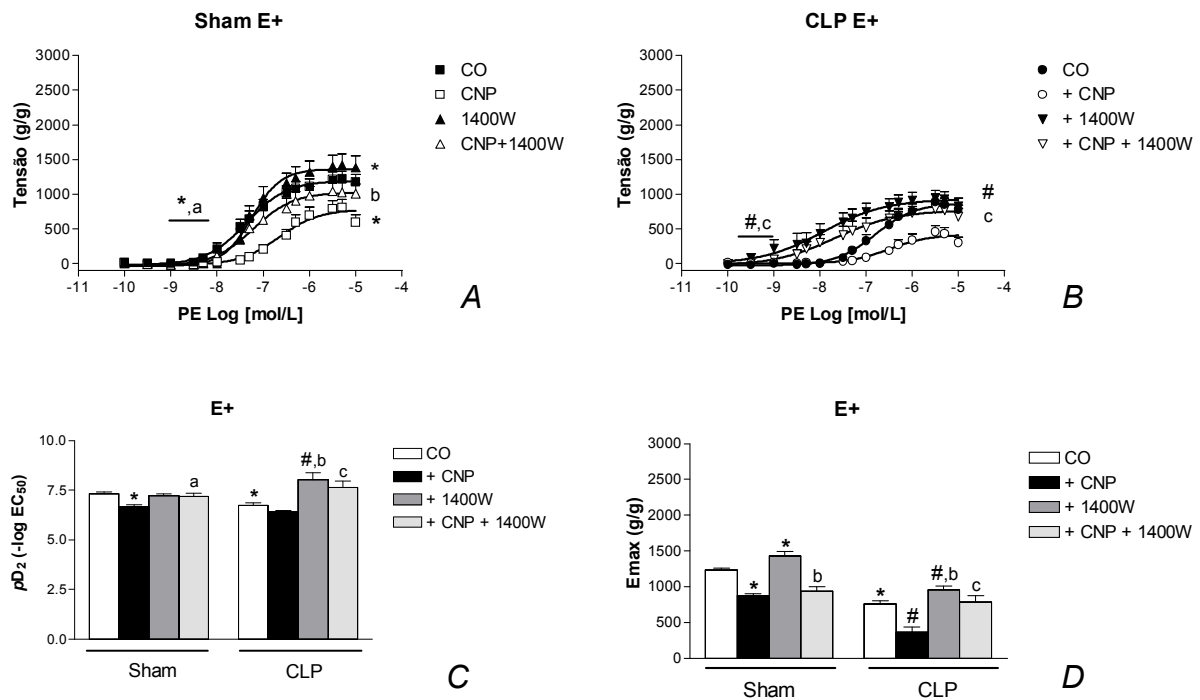 Sham E+
3000
2500
2000
1500
1000
500
0
Tensão (g/g)
*,a
*
b
*
-11 -10 -9 -8 -7 -6 -5 -4
PE Log [mol/L]
CO
CNP
1400W
CNP+1400W
A
CLP E+
3000
2500
2000
1500
1000
500
0
Tensão (g/g)
#,c
#
c
-11 -10 -9 -8 -7 -6 -5 -4
PE Log [mol/L]
CO
+ CNP
+ 1400W
+ CNP + 1400W
B
E+
10.0
7.5
5.0
2.5
0.0
pD2 (-log EC50)
*
a
*
#,b
c
Sham CLP
CO
+ CNP
+ 1400W
+ CNP + 1400W
C
E+
3000
2500
2000
1500
1000
500
0
Emax (g/g)
*
*
b
*
#
#,b
c
Sham CLP
CO
+ CNP
+ 1400W
+ CNP + 1400W
D